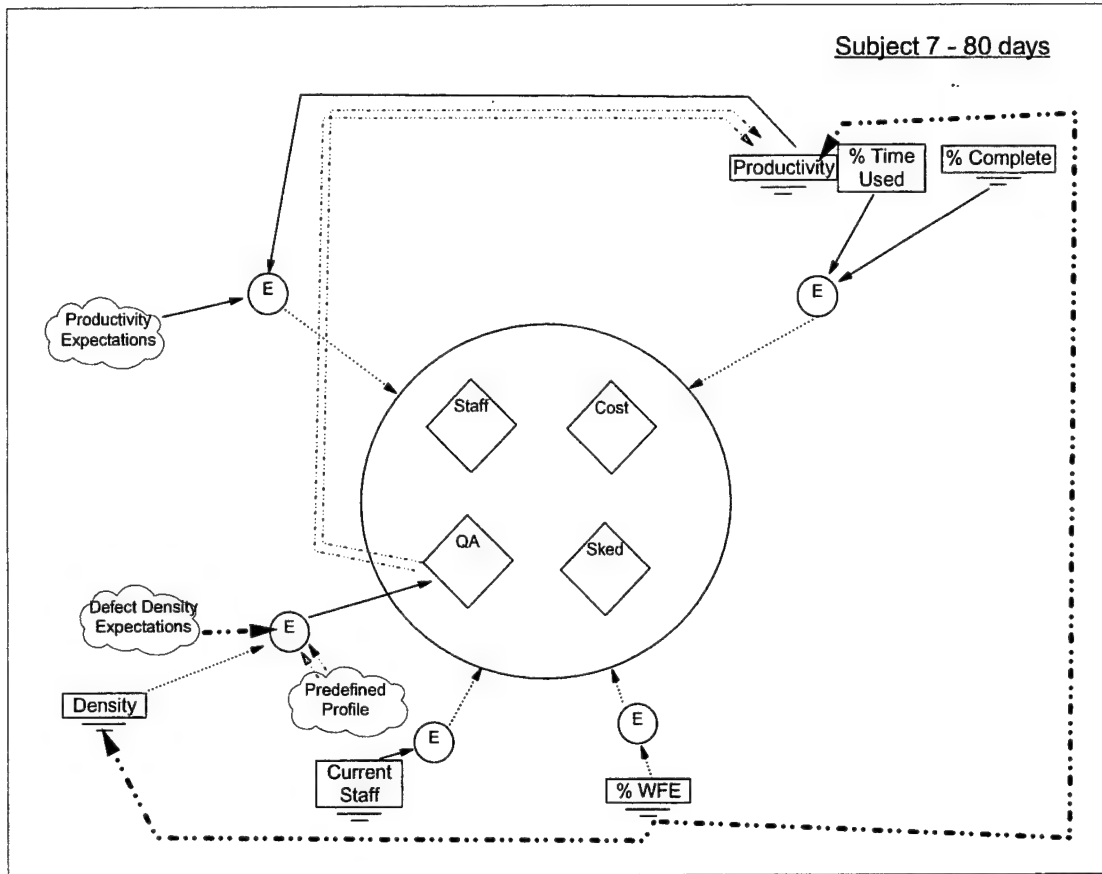 Subject 7 - 80 days
Productivity
% Time
Used
% Complete
E
E
Productivity
Expectations
Staff
Cost
QA
Sked
Defect Density
Expectations
E
Predefined
Profile
Density
E
E
Current
Staff
% WFE